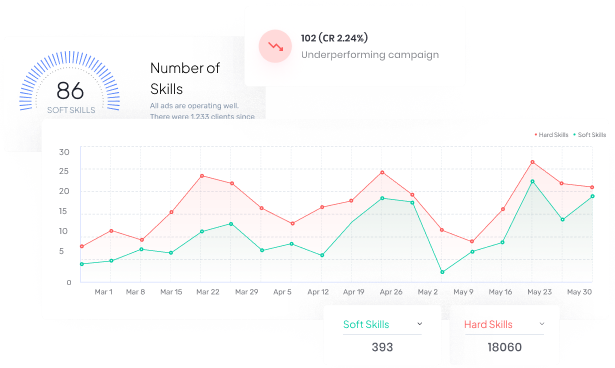 102 (CR 2.24%)
Underperforming campaign
86
SOFT SKILLS
Number of
Skills
All ads are operating well.
There were 1,233 clients since
Hard Skills Soft Skills
30
25
20
15
10
5
0
Mar 1 Mar 8 Mar 15 Mar 22 Mar 29 Apr 5 Apr 12 Apr 19 Apr 26 May 2 May 9 May 16 May 23 May 30
Soft Skills
393
Hard Skills
18060